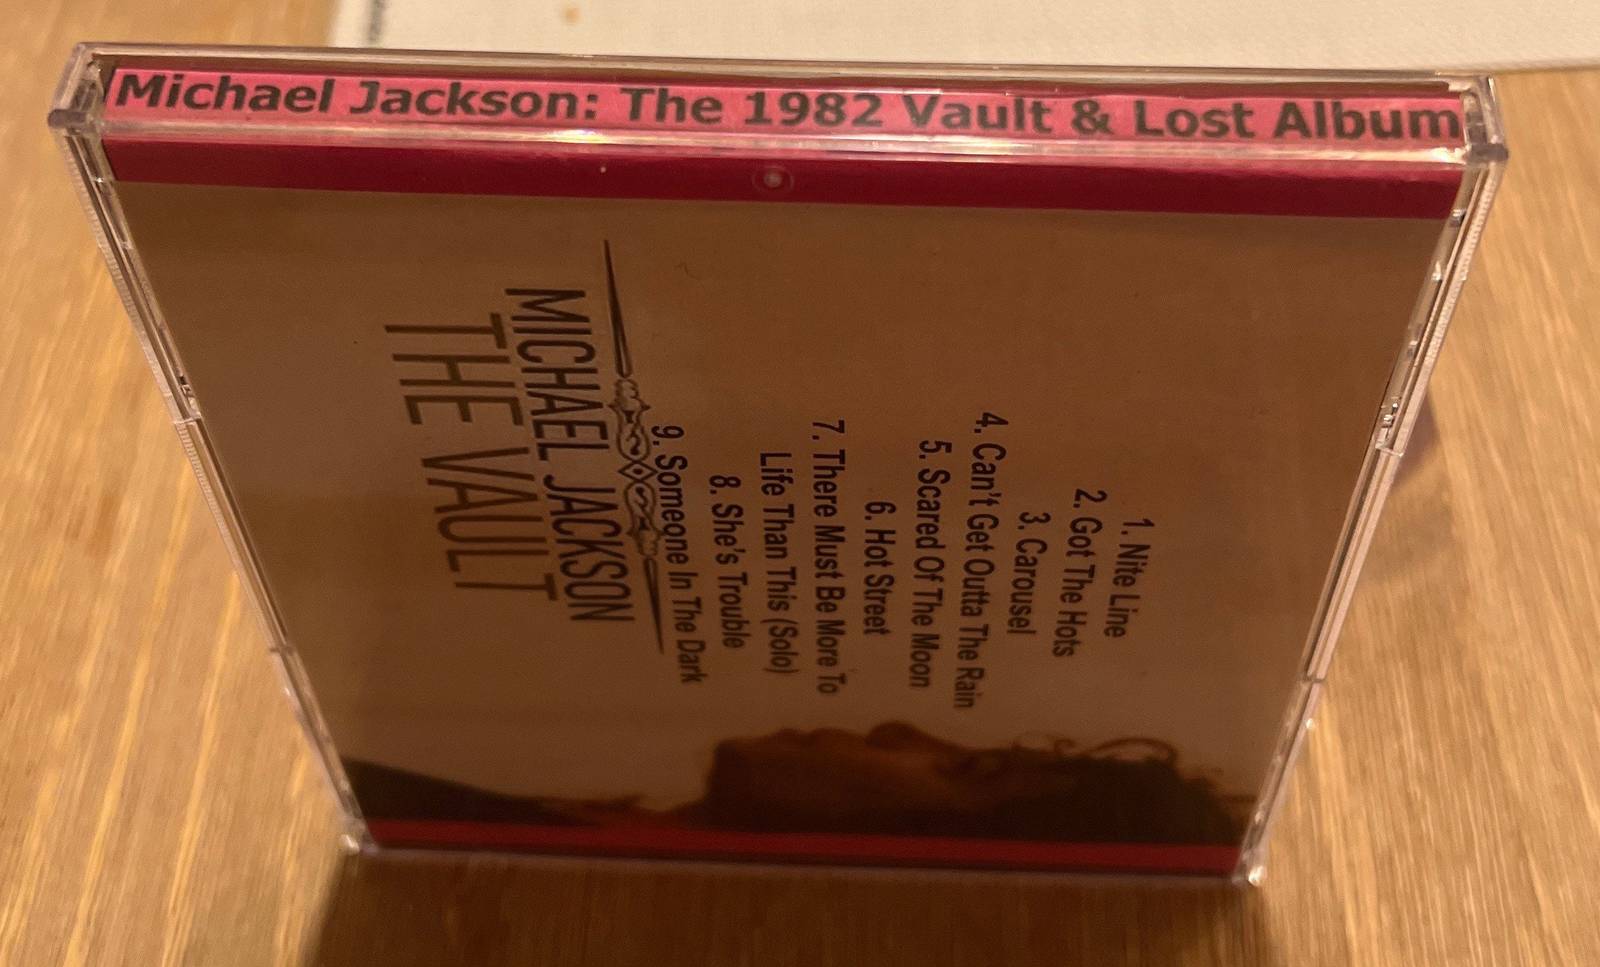 Michael Jackson: The 1982 Vault & Lost Album
1. Nite Line
2. Got The Hots
3. Carousel
4. Can't Get Outta The Rain
5. Scared Of The Moon
6. Hot Street
7. There Must Be More To
Life Than This (Solo)
8. She's Trouble
9. Someone In The Dark
MICHAEL JACKSON
THE VAULT